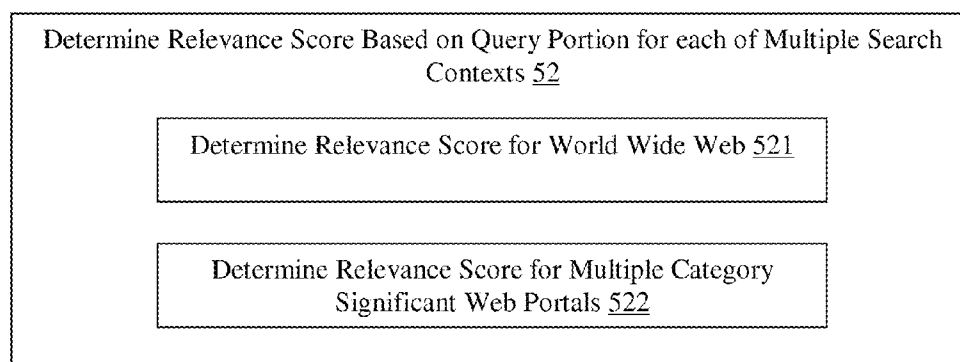 Determine Relevance Score Based on Query Portion for each of Multiple Search
Contexts 52
Determine Relevance Score for World Wide Web 521
Determine Relevance Score for Multiple Category
Significant Web Portals 522